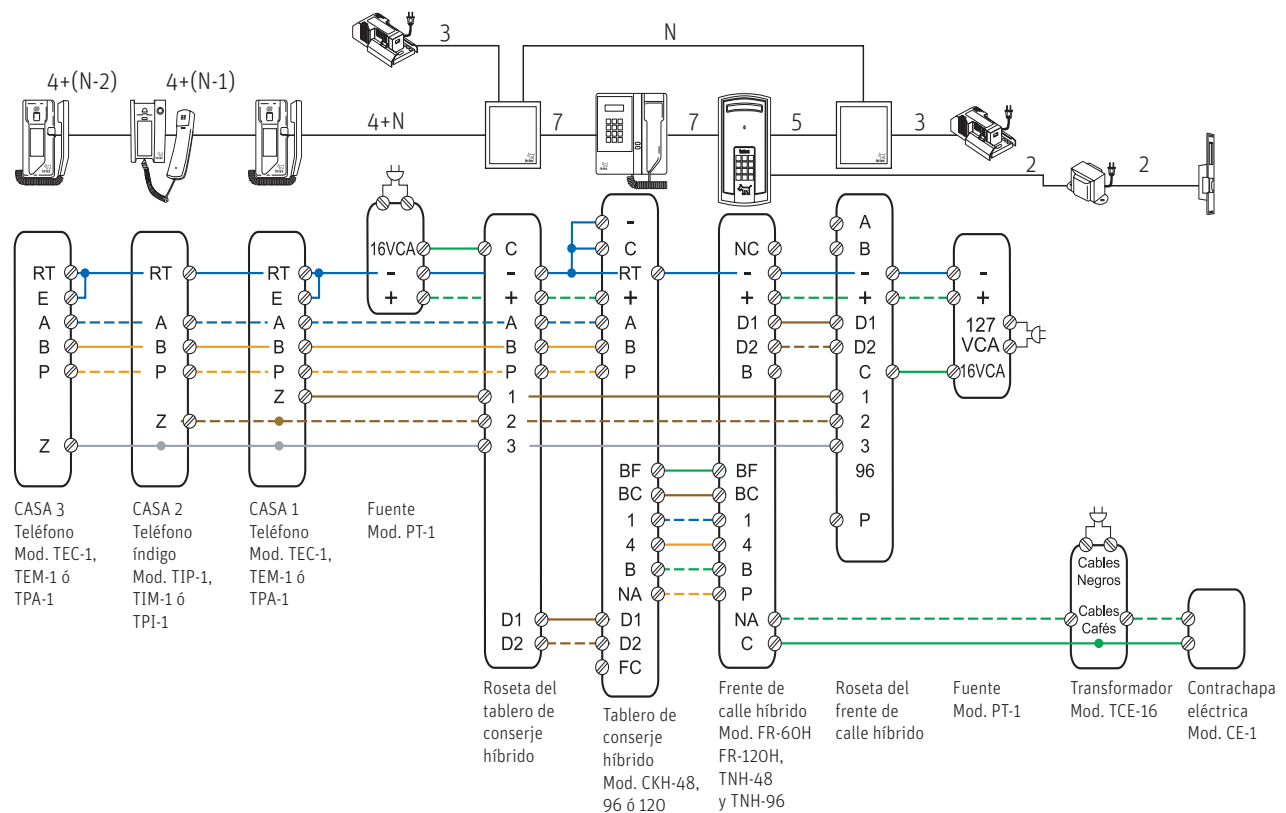 3
N
4+(N-2)
4+(N-1)
4+N
7
7
5
3
2
2
RT
E
A
B
P
Z
RT
A
B
P
Z
RT
E
A
B
P
Z
16VCA
-
+
C
-
+
A
B
P
1
2
3
D1
D2
-
C
RT
+
A
B
P
BF
BC
1
4
B
NA
D1
D2
FC
NC
-
+
D1
D2
B
BF
BC
1
4
B
P
NA
C
A
B
-
+
D1
D2
C
1
2
3
96
P
-
+
127
VCA
16VCA
Cables
Negros
Cables
Cafés
CASA 3
Teléfono
Mod. TEC-1,
TEM-1 ó
TPA-1
CASA 2
Teléfono
índigo
Mod. TIP-1,
TIM-1 ó
TPI-1
CASA 1
Teléfono
Mod. TEC-1,
TEM-1 ó
TPA-1
Fuente
Mod. PT-1
Roseta del
tablero de
conserje
híbrido
Tablero de
conserje
híbrido
Mod. CKH-48,
96 ó 120
Frente de
calle híbrido
Mod. FR-60H
FR-120H,
TNH-48
y TNH-96
Roseta del
frente de
calle híbrido
Fuente
Mod. PT-1
Transformador
Mod. TCE-16
Contrachapa
eléctrica
Mod. CE-1